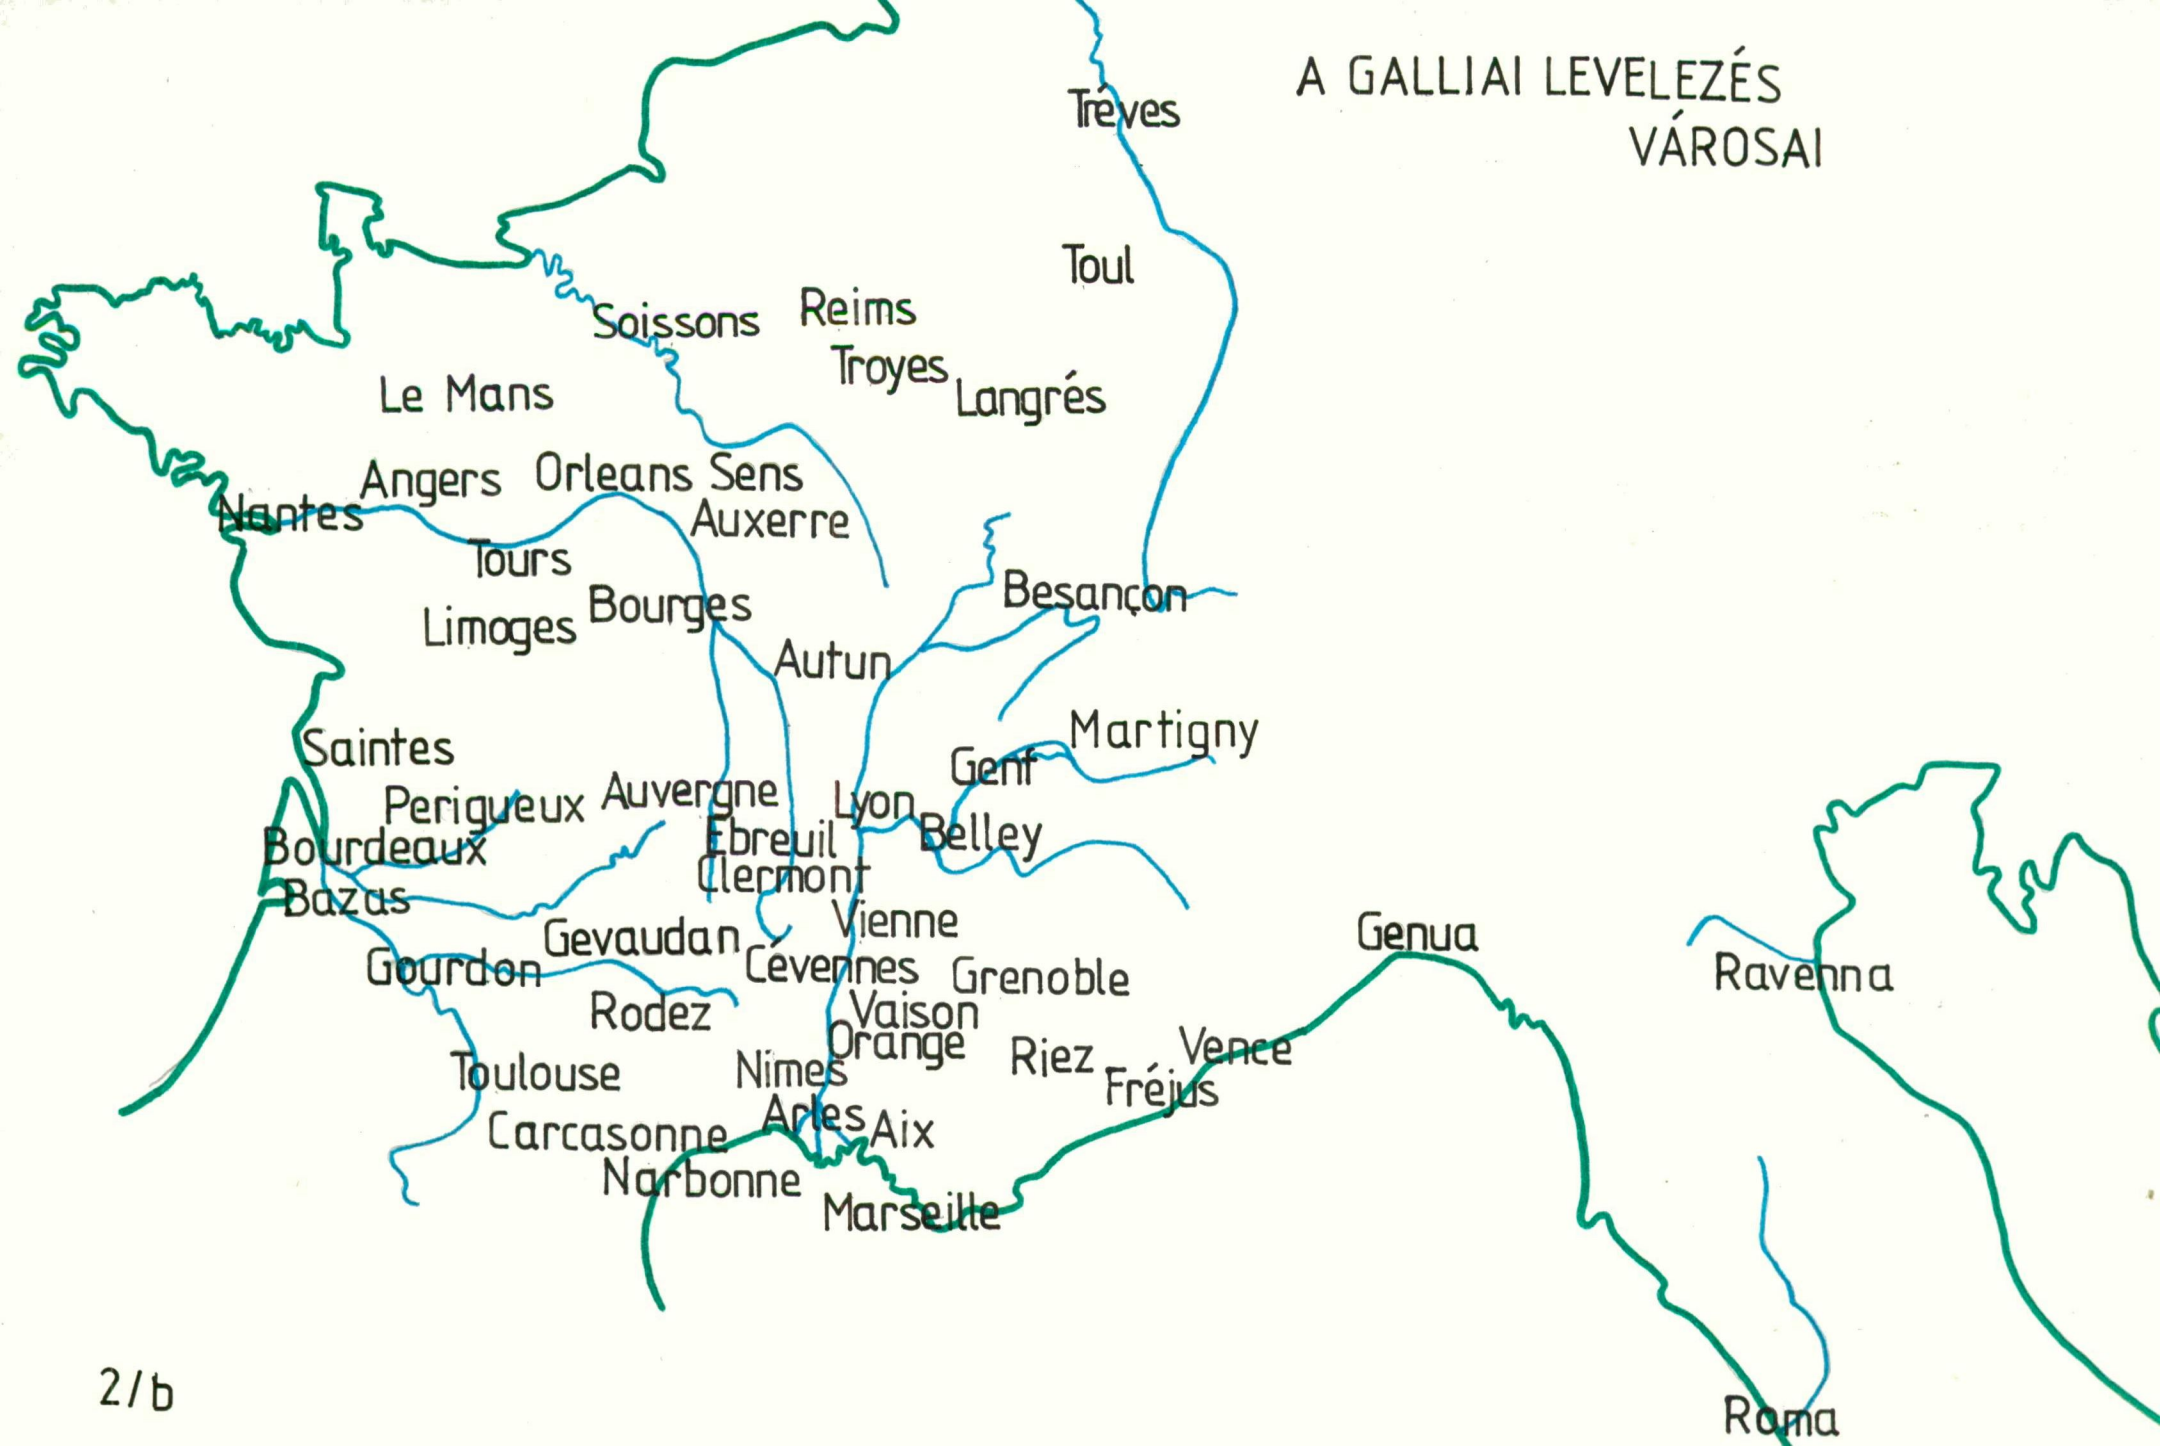 A GALLIAI LEVELEZÉS
VÁROSAI
Tréves
Toul
Soissons
Reims
Troyes
Langrés
Le Mans
Angers
Orleans
Sens
Nantes
Auxerre
Tours
Besançon
Limoges
Bourges
Autun
Saintes
Martigny
Genf
Perigueux
Auvergne
Lyon
Bourdeaux
Ebreuil
Belley
Clermont
Bazas
Vienne
Gevaudan
Genua
Gourdon
Cévennes
Grenoble
Ravenna
Rodez
Vaison
Orange
Riez
Vence
Toulouse
Nimes
Fréjus
Arles
Aix
Carcasonne
Narbonne
Marseille
2/b
Roma